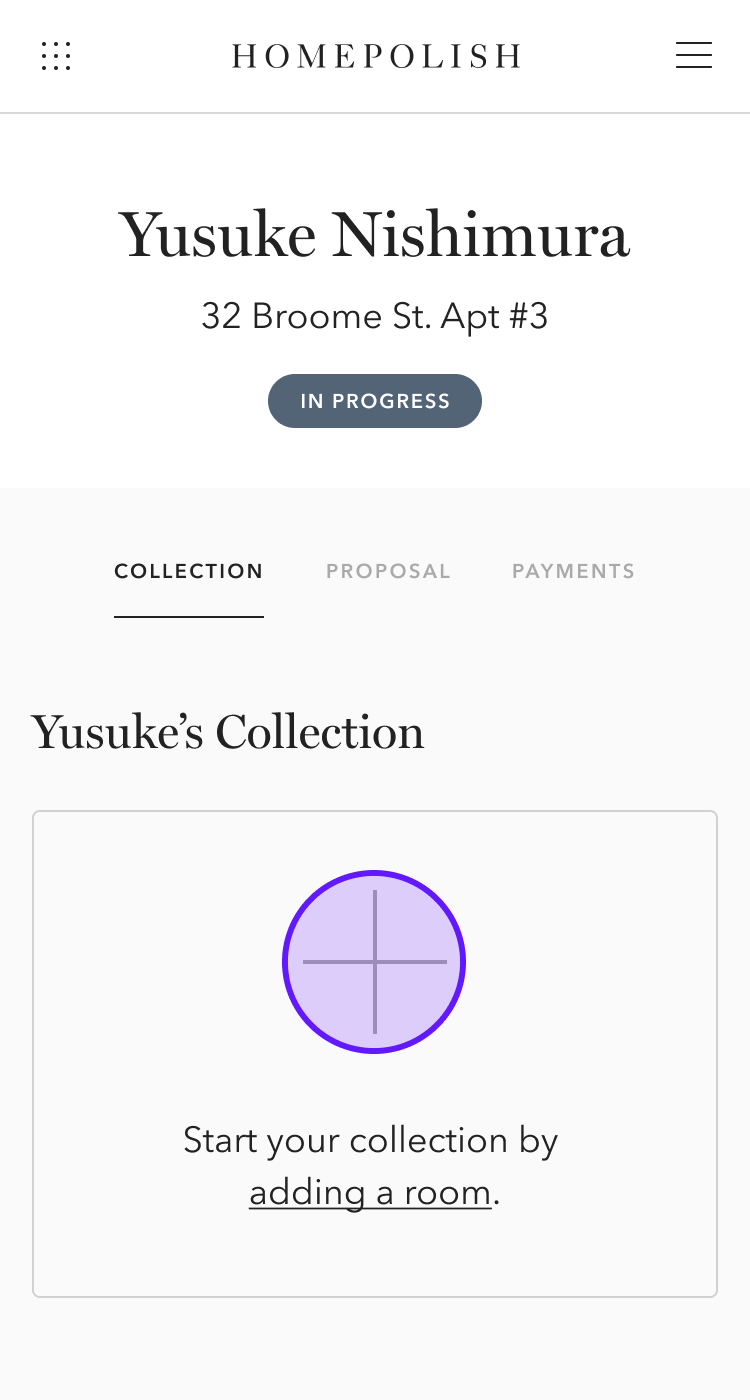 HOMEPOLISH
Yusuke Nishimura
32 Broome St. Apt #3
IN PROGRESS
COLLECTION PROPOSAL PAYMENTS
Yusuke’s Collection
Start your collection by
adding a room.